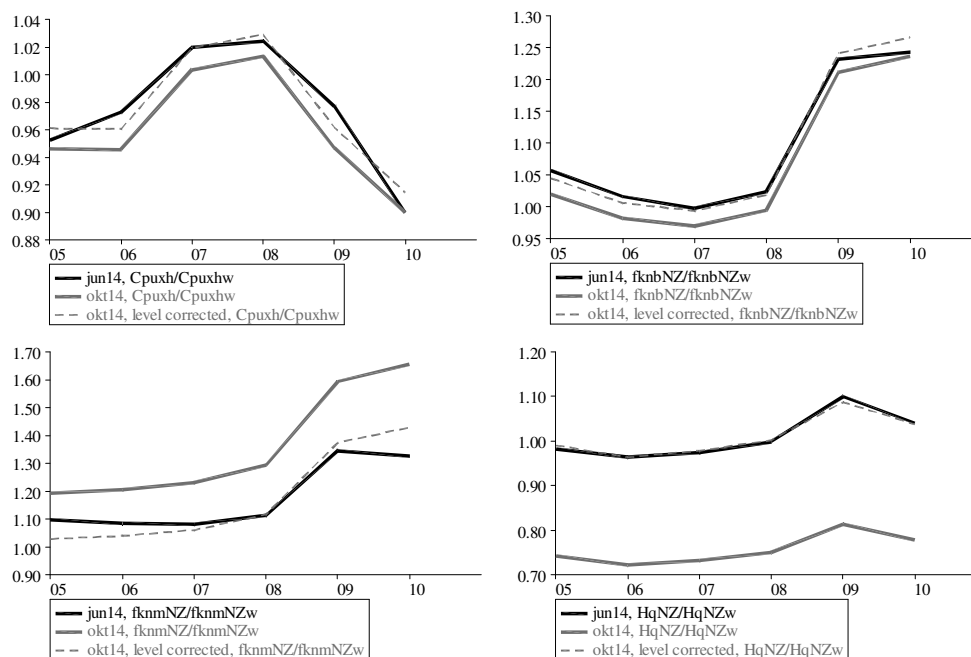 1.04
1.02
1.00
0.98
0.96
0.94
0.92
0.90
0.88
05 06 07 08 09 10
jun14, Cpuxh/Cpuxhw
okt14, Cpuxh/Cpuxhw
okt14, level corrected, Cpuxh/Cpuxhw
1.30
1.25
1.20
1.15
1.10
1.05
1.00
0.95
05 06 07 08 09 10
jun14, fknbNZ/fknbNZw
okt14, fknbNZ/fknbNZw
okt14, level corrected, fknbNZ/fknbNZw
1.70
1.60
1.50
1.40
1.30
1.20
1.10
1.00
0.90
05 06 07 08 09 10
jun14, fknmNZ/fknmNZw
okt14, fknmNZ/fknmNZw
okt14, level corrected, fknmNZ/fknmNZw
1.20
1.10
1.00
0.90
0.80
0.70
05 06 07 08 09 10
jun14, HqNZ/HqNZw
okt14, HqNZ/HqNZw
okt14, level corrected, HqNZ/HqNZw